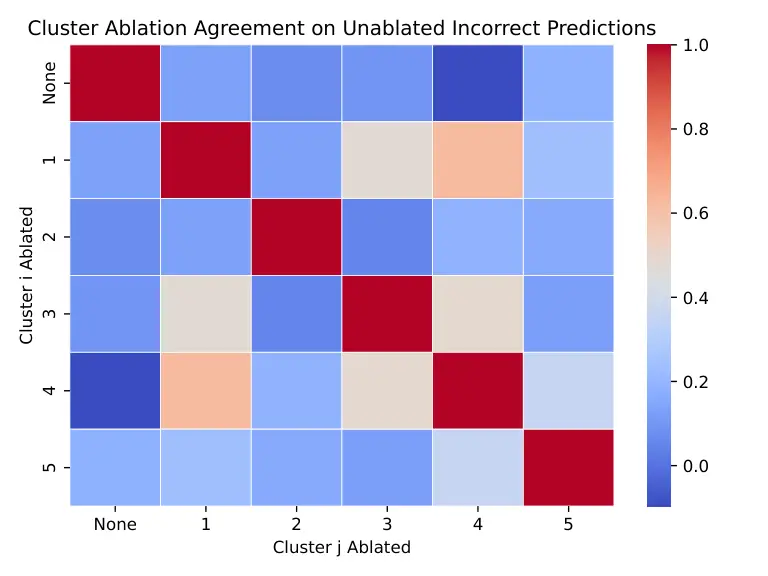 Cluster Ablation Agreement on Unablated Incorrect Predictions
Cluster i Ablated
None
1
2
3
4
5
None 1 2 3 4 5
Cluster j Ablated
1.0
0.8
0.6
0.4
0.2
0.0